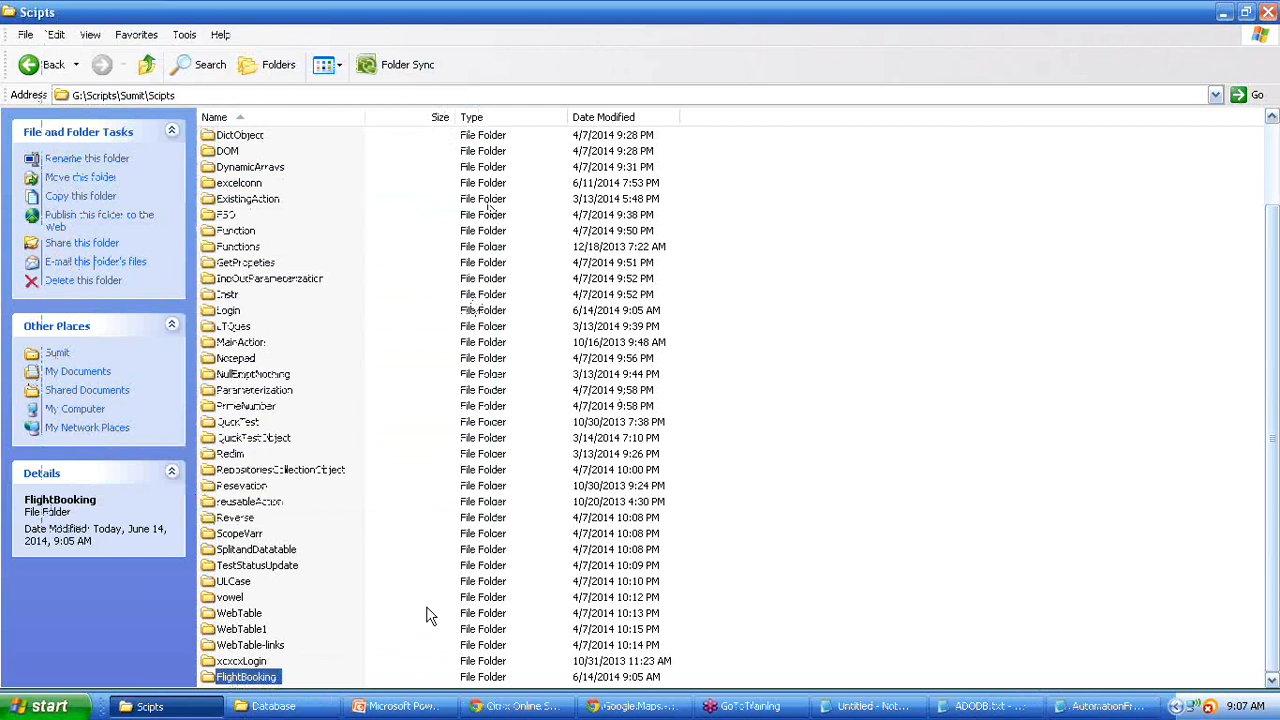 Scipts
File Edit View Favorites Tools Help
Back Search Folders Folder Sync
Address G:\Scripts\Sumit\Scipts Go
File and Folder Tasks
Rename this folder
Move this folder
Copy this folder
Publish this folder to the
Web
Share this folder
E-mail this folder's files
Delete this folder
Other Places
Sumit
My Documents
Shared Documents
My Computer
My Network Places
Details
FlightBooking
File Folder
Date Modified: Today, June 14,
2014, 9:05 AM
Name Size Type Date Modified
DictObject File Folder 4/7/2014 9:28 PM
DOM File Folder 4/7/2014 9:28 PM
DynamicArrays File Folder 4/7/2014 9:31 PM
excelconn File Folder 6/11/2014 7:53 PM
ExistingAction File Folder 3/13/2014 5:48 PM
FSO File Folder 4/7/2014 9:38 PM
Function File Folder 4/7/2014 9:50 PM
Functions File Folder 12/18/2013 7:22 AM
GetPropeties File Folder 4/7/2014 9:51 PM
InpOutParameterization File Folder 4/7/2014 9:52 PM
Instr File Folder 4/7/2014 9:52 PM
Login File Folder 6/14/2014 9:05 AM
File Folder 3/13/2014 9:39 PM
MainAction File Folder 10/16/2013 9:48 AM
Notepad File Folder 4/7/2014 9:56 PM
NullEmptNothing File Folder 3/13/2014 9:44 PM
Parameterization File Folder 4/7/2014 9:58 PM
PrimeNumber File Folder 4/7/2014 9:58 PM
QuickTest File Folder 10/30/2013 7:38 PM
QuickTestObject File Folder 3/14/2014 7:10 PM
Redim File Folder 3/13/2014 9:26 PM
RepositoriesCollectionObject File Folder 4/7/2014 10:00 PM
Resevation File Folder 10/30/2013 9:24 PM
reusableAction File Folder 10/20/2013 4:30 PM
Reverse File Folder 4/7/2014 10:08 PM
ScopeVarr File Folder 4/7/2014 10:08 PM
SplitandDatatable File Folder 4/7/2014 10:08 PM
TestStatusUpdate File Folder 4/7/2014 10:09 PM
ULCase File Folder 4/7/2014 10:10 PM
vowel File Folder 4/7/2014 10:12 PM
WebTable File Folder 4/7/2014 10:13 PM
WebTable1 File Folder 4/7/2014 10:15 PM
WebTable-links File Folder 4/7/2014 10:14 PM
xcxcxLogin File Folder 10/31/2013 11:23 AM
FlightBooking File Folder 6/14/2014 9:05 AM
start Scipts Database Microsoft Pow... Citrix Online S... Google Maps - ... GoToTraining Untitled - Not... ADODB.txt - ... AutomationFr... 9:07 AM